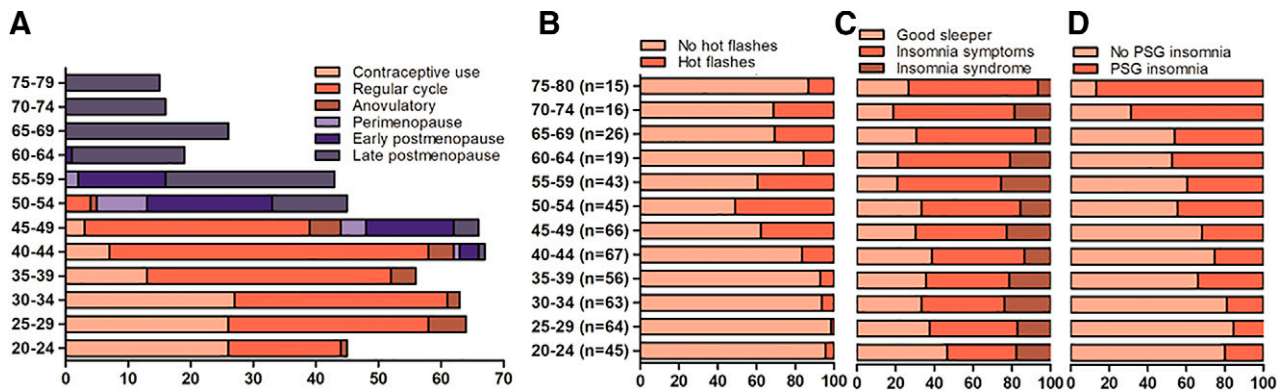 A
Contraceptive use
Regular cycle
Anovulatory
Perimenopause
Early postmenopause
Late postmenopause
75-79
70-74
65-69
60-64
55-59
50-54
45-49
40-44
35-39
30-34
25-29
20-24
0 10 20 30 40 50 60 70
B
No hot flashes
Hot flashes
75-80 (n=15)
70-74 (n=16)
65-69 (n=26)
60-64 (n=19)
55-59 (n=43)
50-54 (n=45)
45-49 (n=66)
40-44 (n=67)
35-39 (n=56)
30-34 (n=63)
25-29 (n=64)
20-24 (n=45)
0 20 40 60 80 100
C
Good sleeper
Insomnia symptoms
Insomnia syndrome
0 20 40 60 80 100
D
No PSG insomnia
PSG insomnia
0 20 40 60 80 100